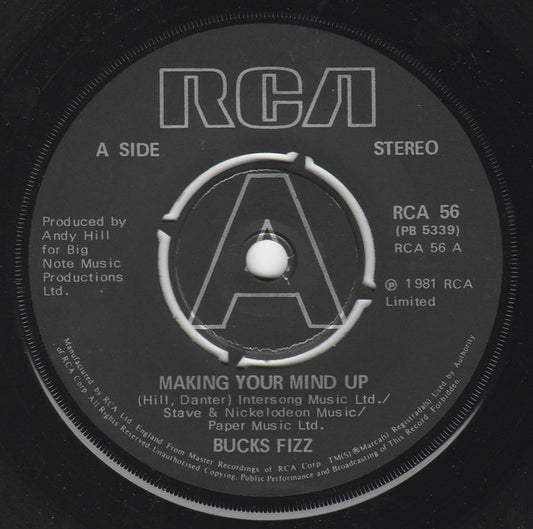 RCA
A SIDE
STEREO
A
RCA 56
(PB 5339)
RCA 56 A
Produced by
Andy Hill
for Big
Note Music
Productions
Ltd.
℗ 1981 RCA
Limited
MAKING YOUR MIND UP
(Hill, Danter) Intersong Music Ltd./
Stave & Nickelodeon Music/
Paper Music Ltd.
BUCKS FIZZ
Manufactured by RCA Ltd. England. From Master Recordings of RCA Corp TM(S)®Marca(s) Registrada(s) Used by Authority
of RCA Corp All Rights Reserved Unauthorised Copying, Public Performance and Broadcasting of This Record Forbidden.